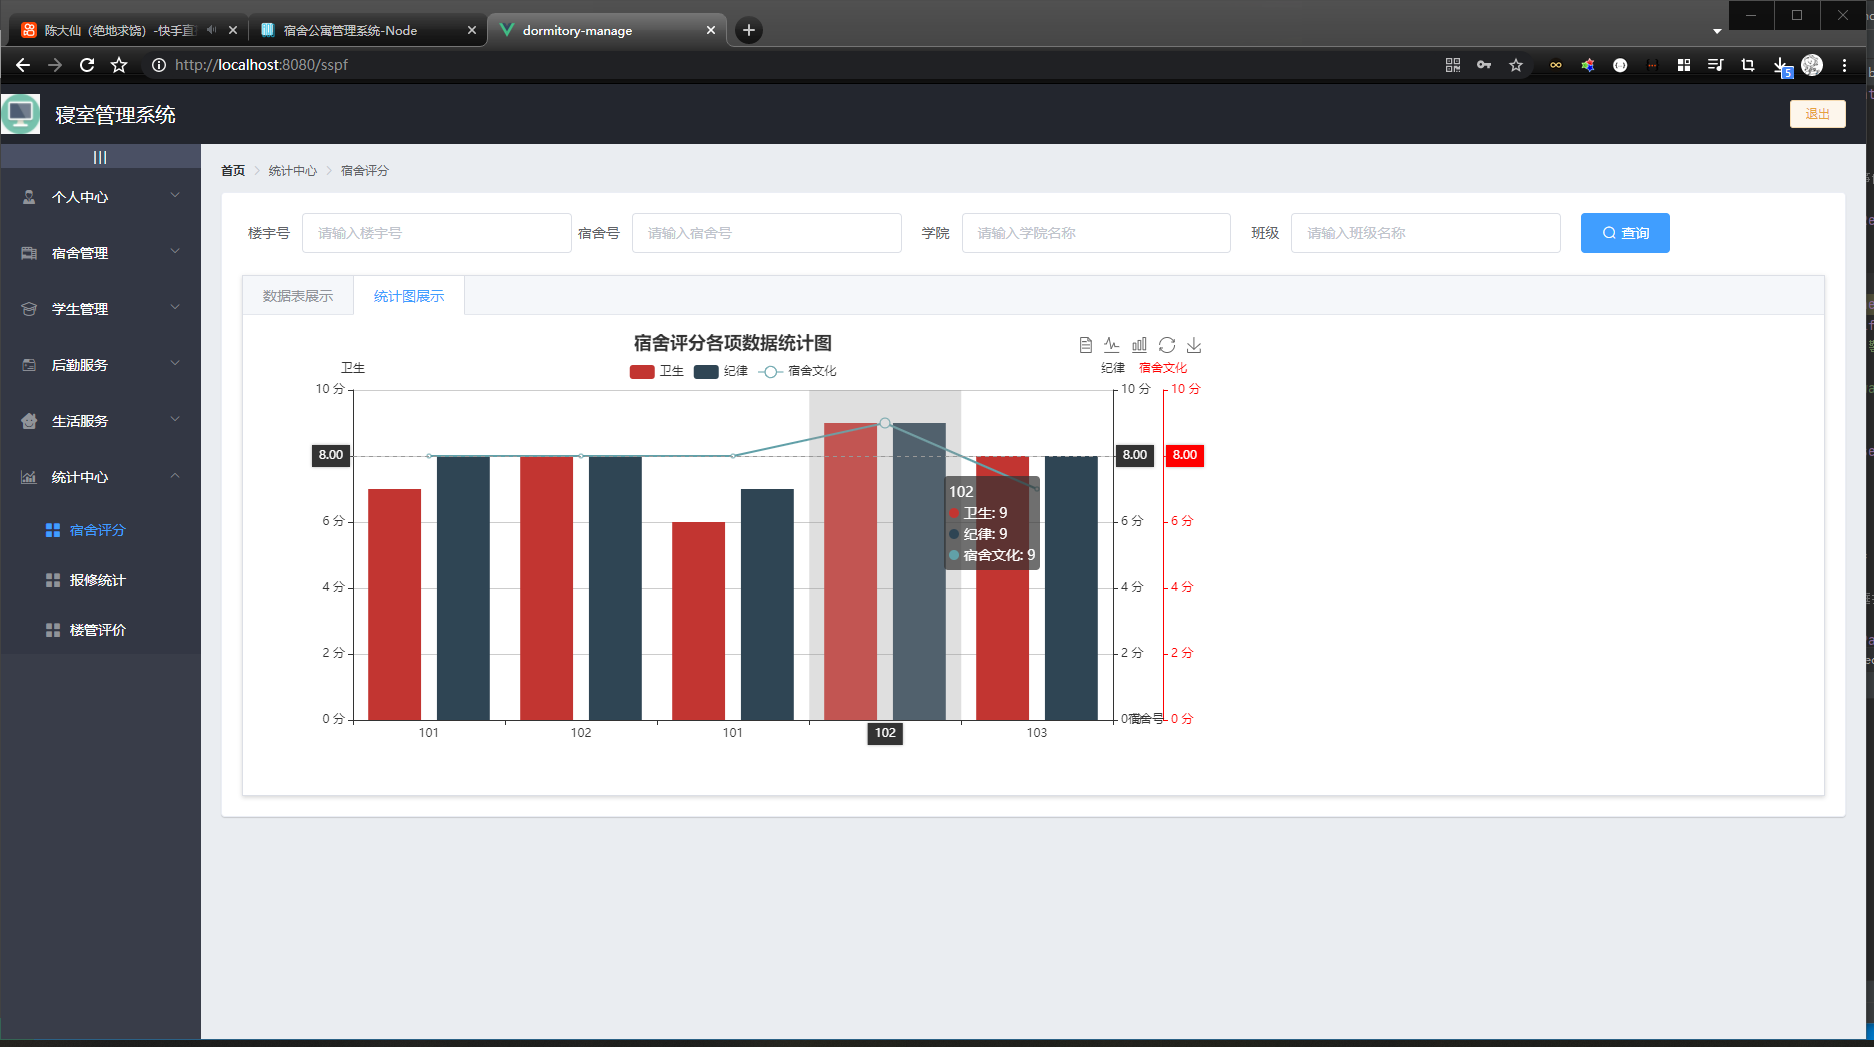 陈大仙（绝地求饶）-快手直
宿舍公寓管理系统-Node
dormitory-manage
http://localhost:8080/sspf
5
寝室管理系统
退出
个人中心
宿舍管理
学生管理
后勤服务
生活服务
统计中心
宿舍评分
报修统计
楼管评价
首页 > 统计中心 > 宿舍评分
楼宇号 请输入楼宇号 宿舍号 请输入宿舍号 学院 请输入学院名称 班级 请输入班级名称 查询
数据表展示 统计图展示
宿舍评分各项数据统计图
卫生 纪律 宿舍文化
卫生 纪律 宿舍文化
10 分 10 分 10 分
8.00 8.00 8.00
102
卫生: 9
纪律: 9
宿舍文化: 9
6 分 6 分 6 分
4 分 4 分 4 分
2 分 2 分 2 分
0 分 0 宿舍号 0 分
101 102 101 102 103